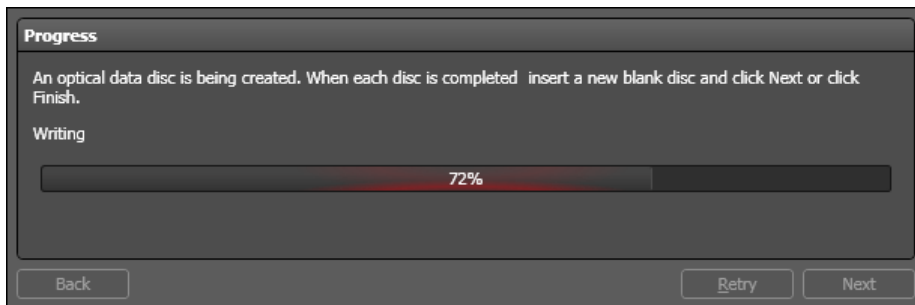 Progress
An optical data disc is being created. When each disc is completed  insert a new blank disc and click Next or click
Finish.
Writing
72%
Back
Retry
Next